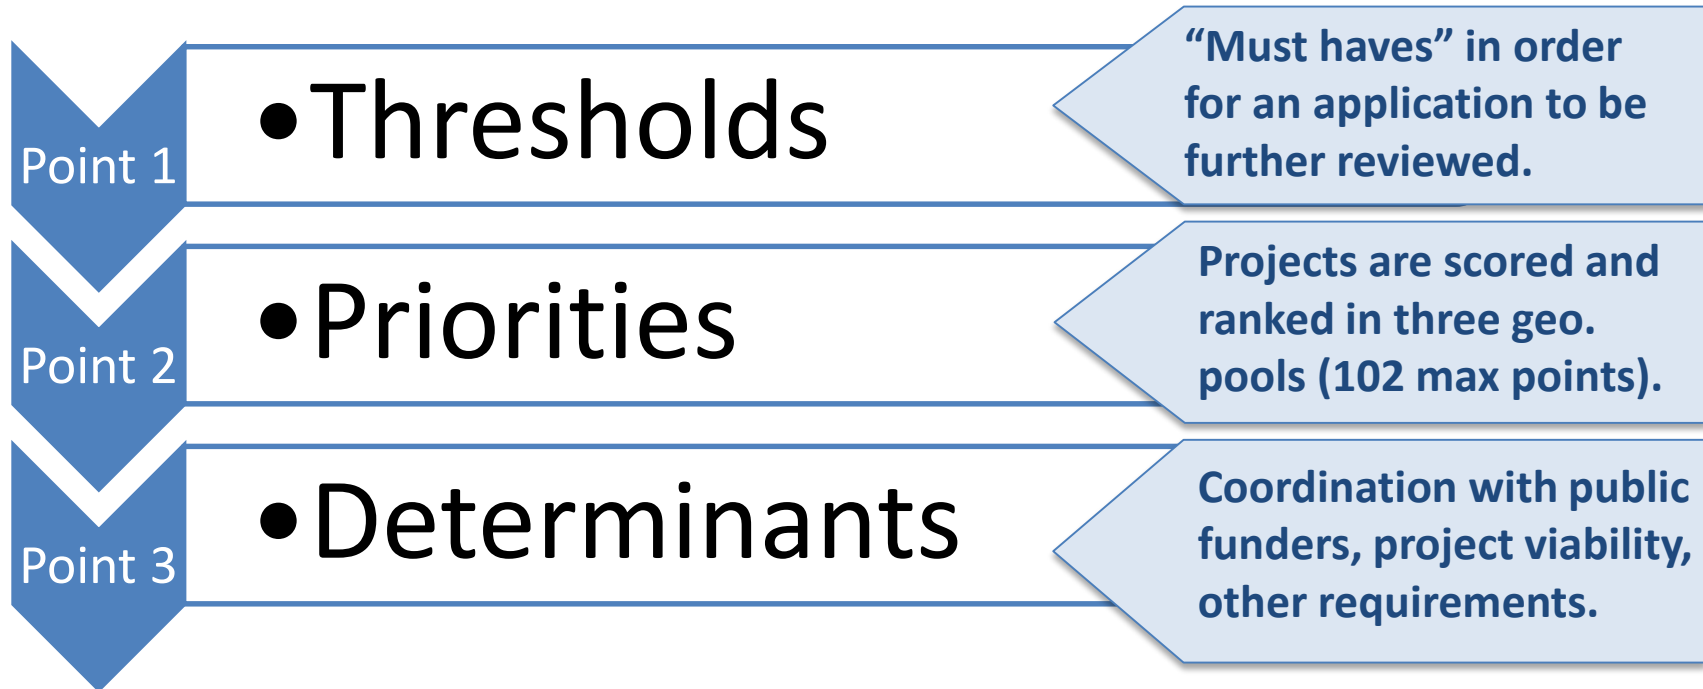 Point 1
•Thresholds
“Must haves” in order
for an application to be
further reviewed.
Point 2
•Priorities
Projects are scored and
ranked in three geo.
pools (102 max points).
Point 3
•Determinants
Coordination with public
funders, project viability,
other requirements.